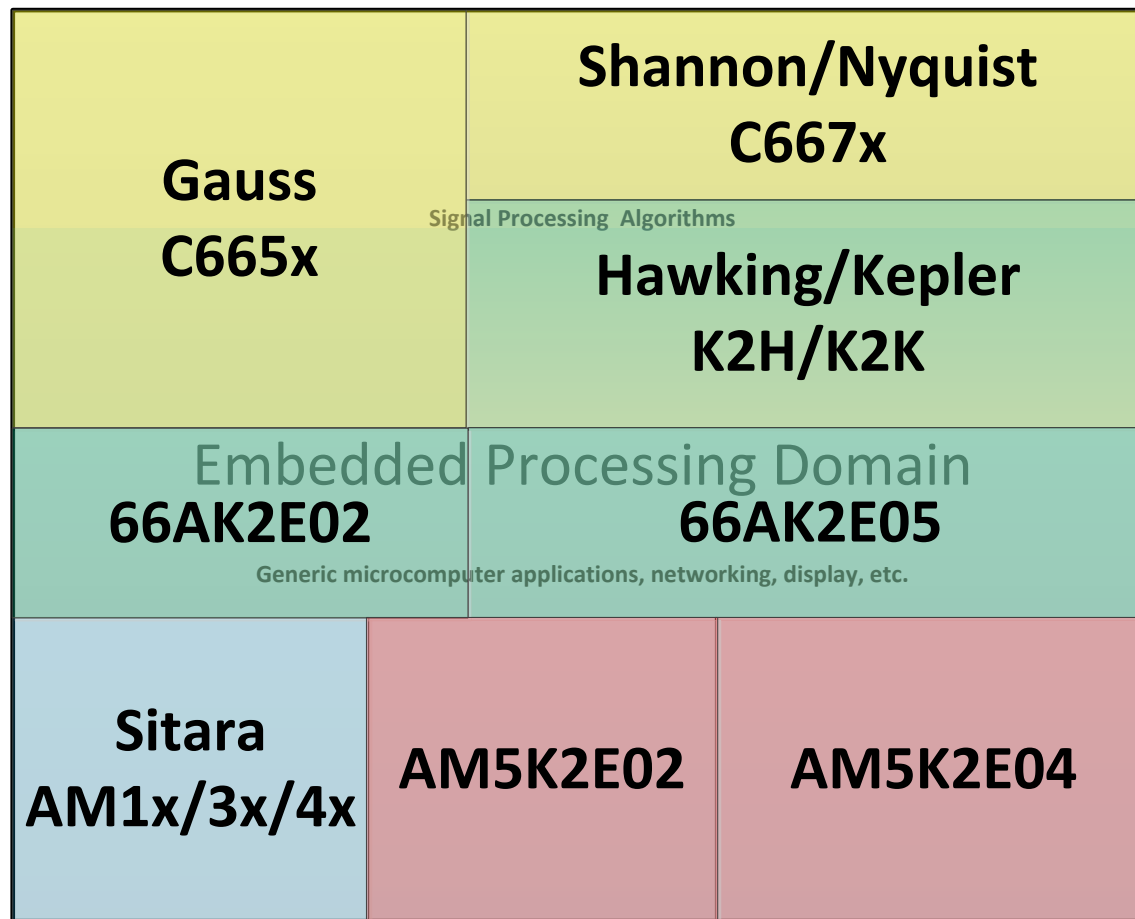 Shannon/Nyquist
C667x
Gauss
C665x
Signal Processing Algorithms
Hawking/Kepler
K2H/K2K
Embedded Processing Domain
66AK2E02
66AK2E05
Generic microcomputer applications, networking, display, etc.
Sitara
AM1x/3x/4x
AM5K2E02
AM5K2E04